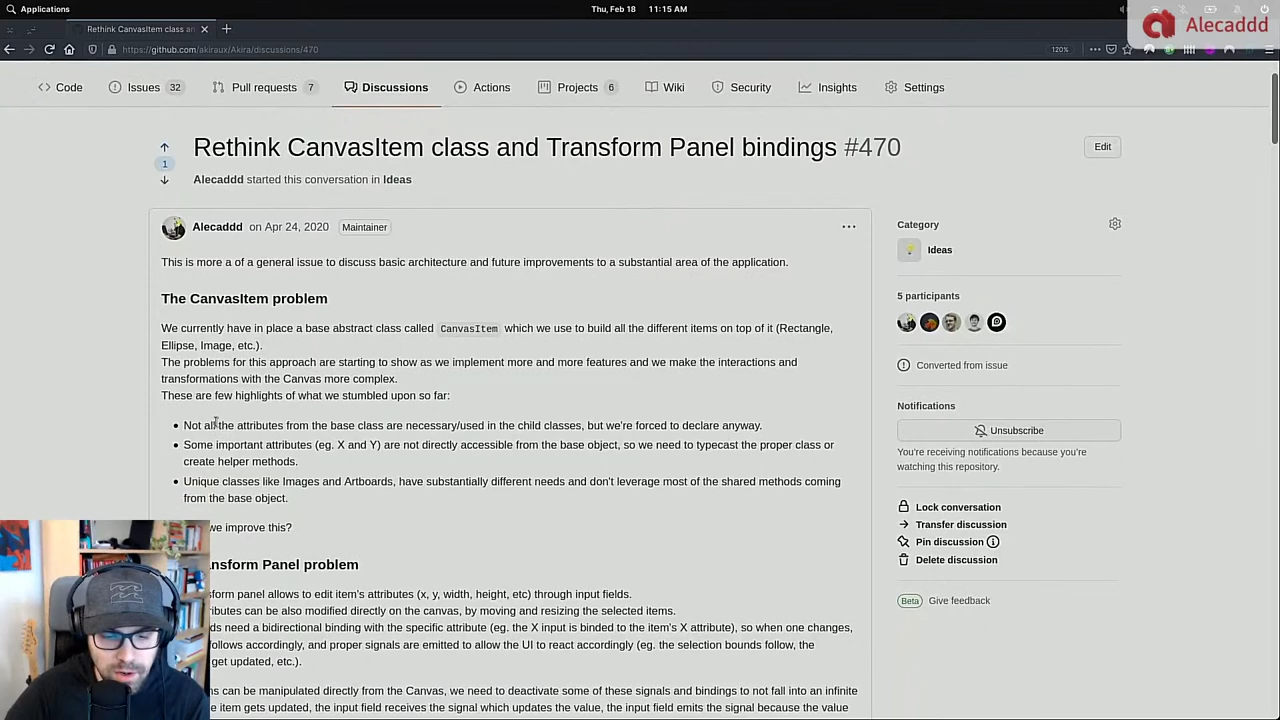 Applications
Thu, Feb 18 11:15 AM
Alecaddd
Rethink CanvasItem class an
https://github.com/akiraux/Akira/discussions/470
120%
Code
Issues 32
Pull requests 7
Discussions
Actions
Projects 6
Wiki
Security
Insights
Settings
1
Rethink CanvasItem class and Transform Panel bindings #470
Edit
Alecaddd started this conversation in Ideas
Alecaddd on Apr 24, 2020 Maintainer
This is more a of a general issue to discuss basic architecture and future improvements to a substantial area of the application.
The CanvasItem problem
We currently have in place a base abstract class called CanvasItem which we use to build all the different items on top of it (Rectangle,
Ellipse, Image, etc.).
The problems for this approach are starting to show as we implement more and more features and we make the interactions and
transformations with the Canvas more complex.
These are few highlights of what we stumbled upon so far:
Not all the attributes from the base class are necessary/used in the child classes, but we're forced to declare anyway.
Some important attributes (eg. X and Y) are not directly accessible from the base object, so we need to typecast the proper class or
create helper methods.
Unique classes like Images and Artboards, have substantially different needs and don't leverage most of the shared methods coming
from the base object.
we improve this?
nsform Panel problem
sform panel allows to edit item's attributes (x, y, width, height, etc) through input fields.
ributes can be also modified directly on the canvas, by moving and resizing the selected items.
ds need a bidirectional binding with the specific attribute (eg. the X input is binded to the item's X attribute), so when one changes,
follows accordingly, and proper signals are emitted to allow the UI to react accordingly (eg. the selection bounds follow, the
get updated, etc.).
ns can be manipulated directly from the Canvas, we need to deactivate some of these signals and bindings to not fall into an infinite
e item gets updated, the input field receives the signal which updates the value, the input field emits the signal because the value
Category
Ideas
5 participants
Converted from issue
Notifications
Unsubscribe
You're receiving notifications because you're
watching this repository.
Lock conversation
Transfer discussion
Pin discussion
Delete discussion
Beta Give feedback